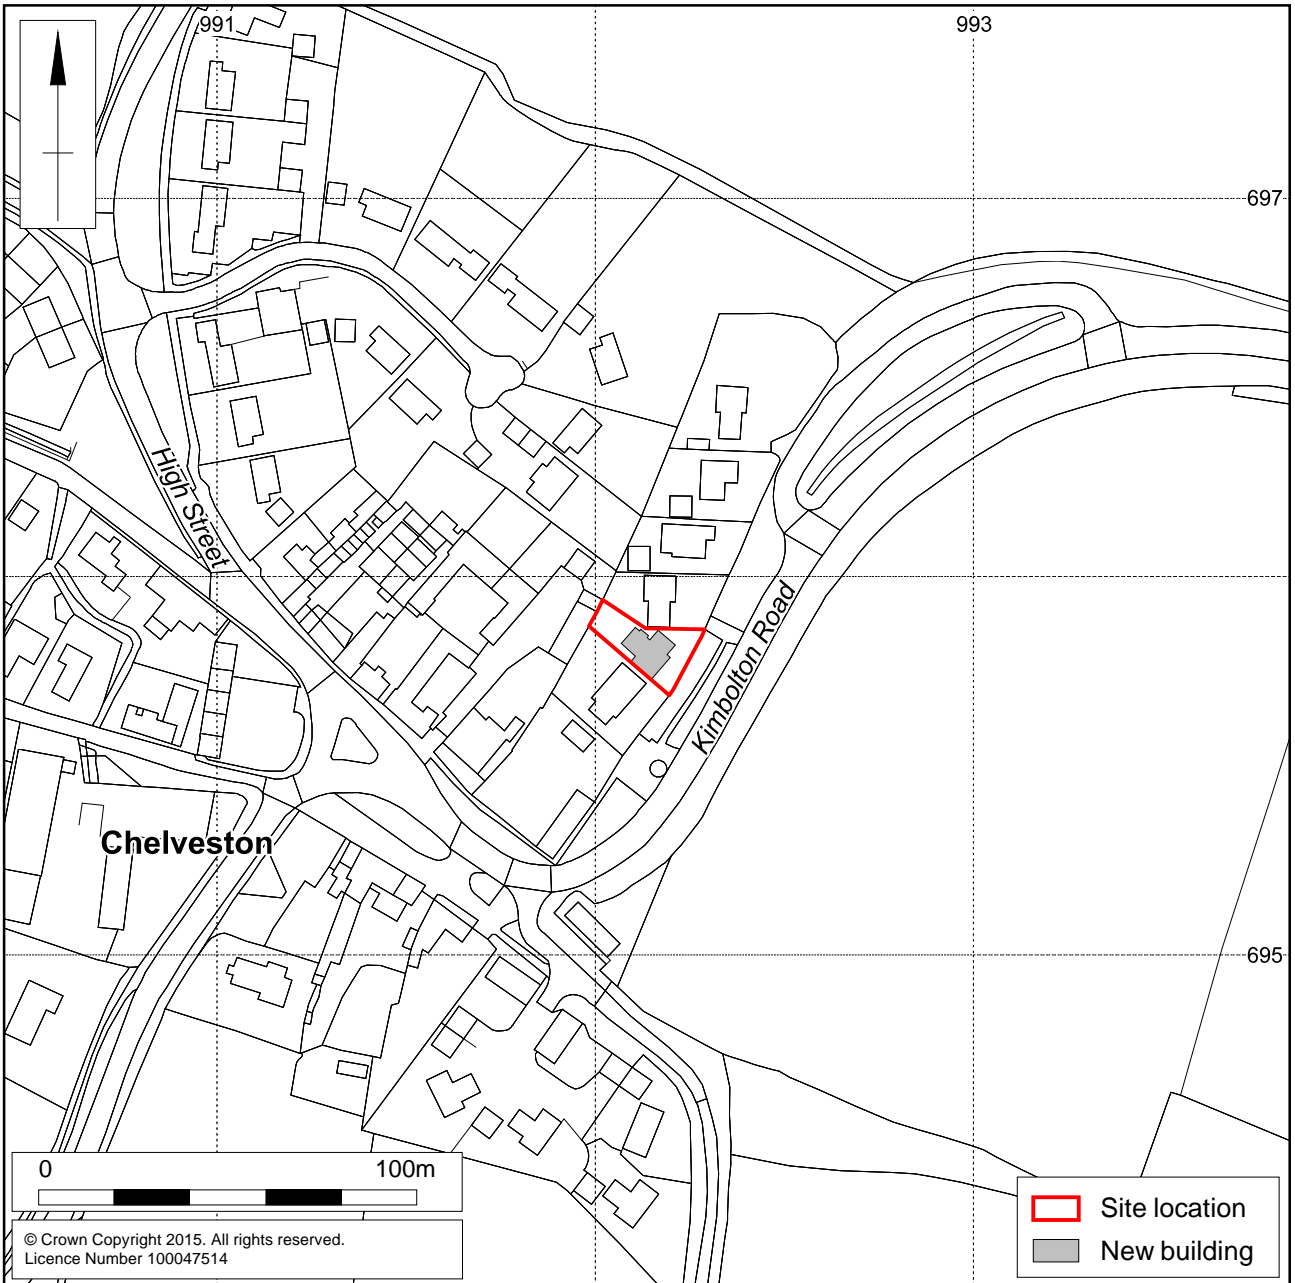 991
993
697
High Street
Kimbolton Road
Chelveston
695
0 100m
© Crown Copyright 2015. All rights reserved.
Licence Number 100047514
Site location
New building